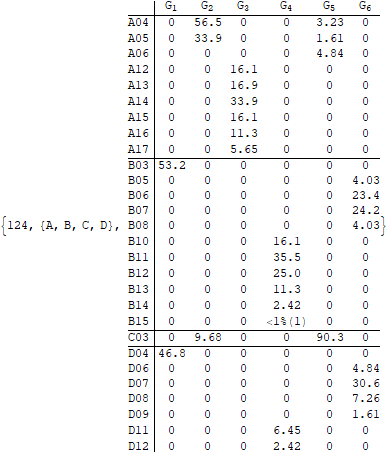 G₁ G₂ G₃ G₄ G₅ G₆
A04 0 56.5 0 0 3.23 0
A05 0 33.9 0 0 1.61 0
A06 0 0 0 0 4.84 0
A12 0 0 16.1 0 0 0
A13 0 0 16.9 0 0 0
A14 0 0 33.9 0 0 0
A15 0 0 16.1 0 0 0
A16 0 0 11.3 0 0 0
A17 0 0 5.65 0 0 0
B03 53.2 0 0 0 0 0
B05 0 0 0 0 0 4.03
B06 0 0 0 0 0 23.4
B07 0 0 0 0 0 24.2
{124, {A, B, C, D}, B08 0 0 0 0 0 4.03}
B10 0 0 0 16.1 0 0
B11 0 0 0 35.5 0 0
B12 0 0 0 25.0 0 0
B13 0 0 0 11.3 0 0
B14 0 0 0 2.42 0 0
B15 0 0 0 <1%(1) 0 0
C03 0 9.68 0 0 90.3 0
D04 46.8 0 0 0 0 0
D06 0 0 0 0 0 4.84
D07 0 0 0 0 0 30.6
D08 0 0 0 0 0 7.26
D09 0 0 0 0 0 1.61
D11 0 0 0 6.45 0 0
D12 0 0 0 2.42 0 0